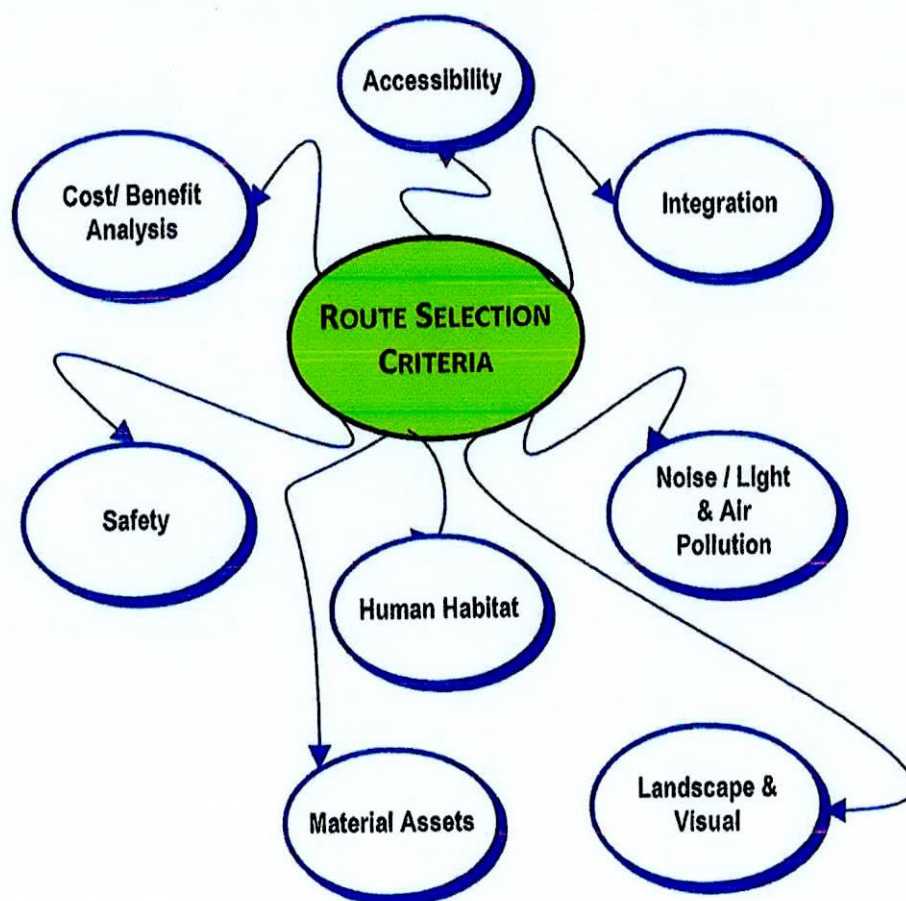 Accessibility
Cost/ Benefit
Analysis
Integration
ROUTE SELECTION
CRITERIA
Safety
Noise / Light
& Air
Pollution
Human Habitat
Material Assets
Landscape &
Visual